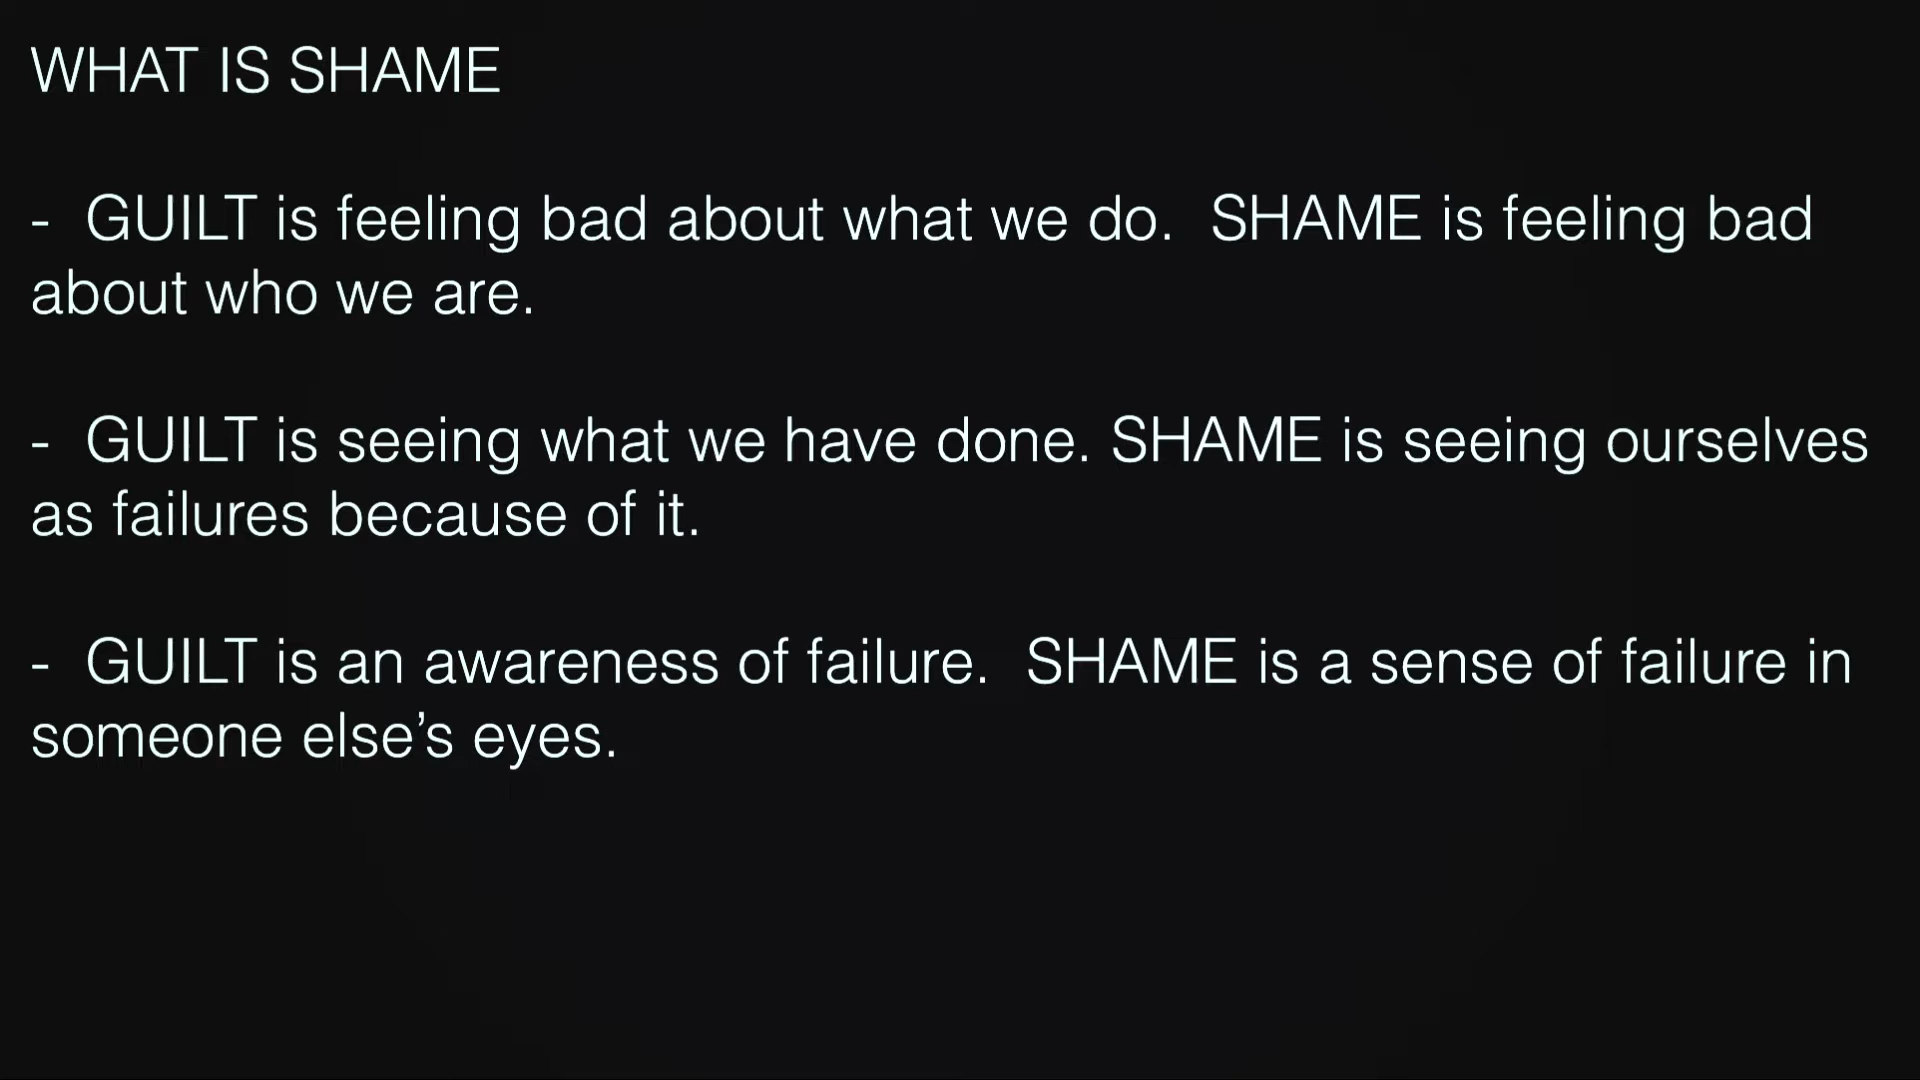 WHAT IS SHAME
- GUILT is feeling bad about what we do. SHAME is feeling bad
about who we are.
- GUILT is seeing what we have done. SHAME is seeing ourselves
as failures because of it.
- GUILT is an awareness of failure. SHAME is a sense of failure in
someone else’s eyes.